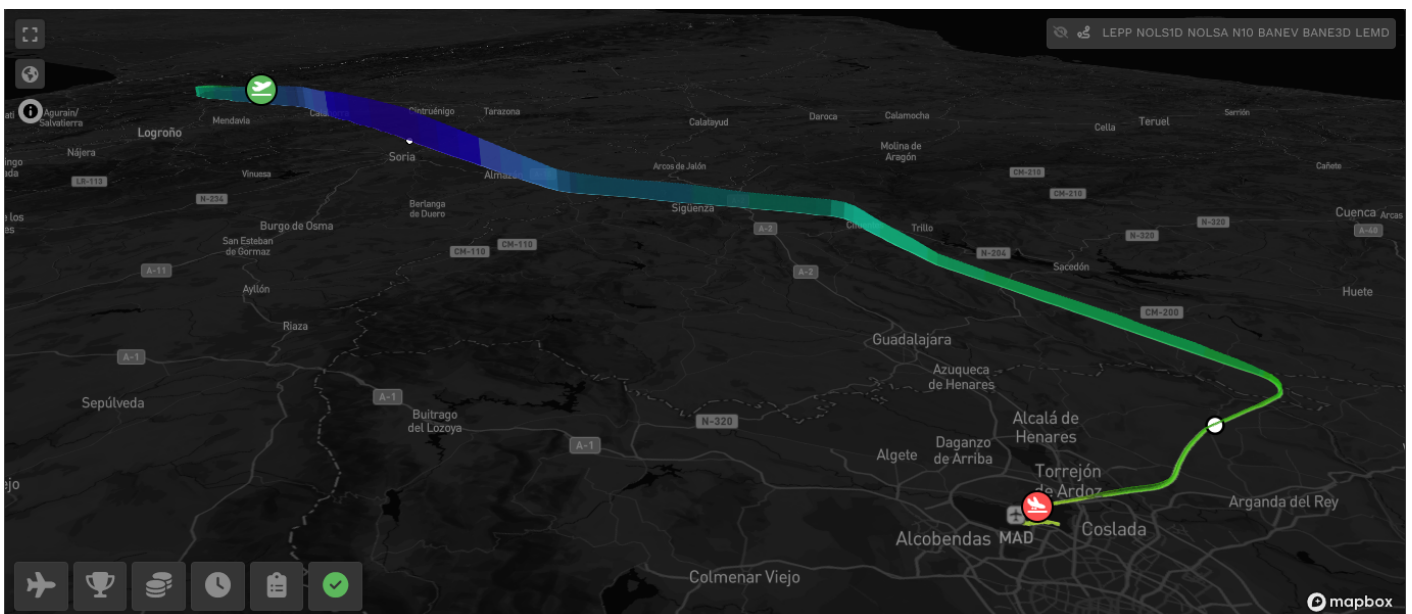 LEPP NOLS1D NOLSA N10 BANEV BANE3D LEMD
Agurain/
Salvatierra
Logroño
Mendavia
Cintruénigo
Tarazona
Calatayud
Daroca
Calamocha
Cella
Teruel
Serrión
Nájera
Soria
Molina de
Aragón
Arcos de Jalón
Cañete
LR-113
Vinuesa
CM-210
CM-210
N-234
Berlanga
de Duero
Sigüenza
Cuenca
Arcas
Burgo de Osma
A-2
Trillo
N-320
N-320
A-40
San Esteban
de Gormaz
CM-110
CM-110
N-204
A-11
A-2
Sacedón
Ayllón
Huete
Riaza
CM-200
A-1
Guadalajara
Azuqueca
de Henares
Sepúlveda
A-1
Buitrago
del Lozoya
N-320
Alcalá de
Henares
A-1
Daganzo
de Arriba
Algete
Torrejón
de Ardoz
Arganda del Rey
Alcobendas
MAD
Coslada
Colmenar Viejo
mapbox